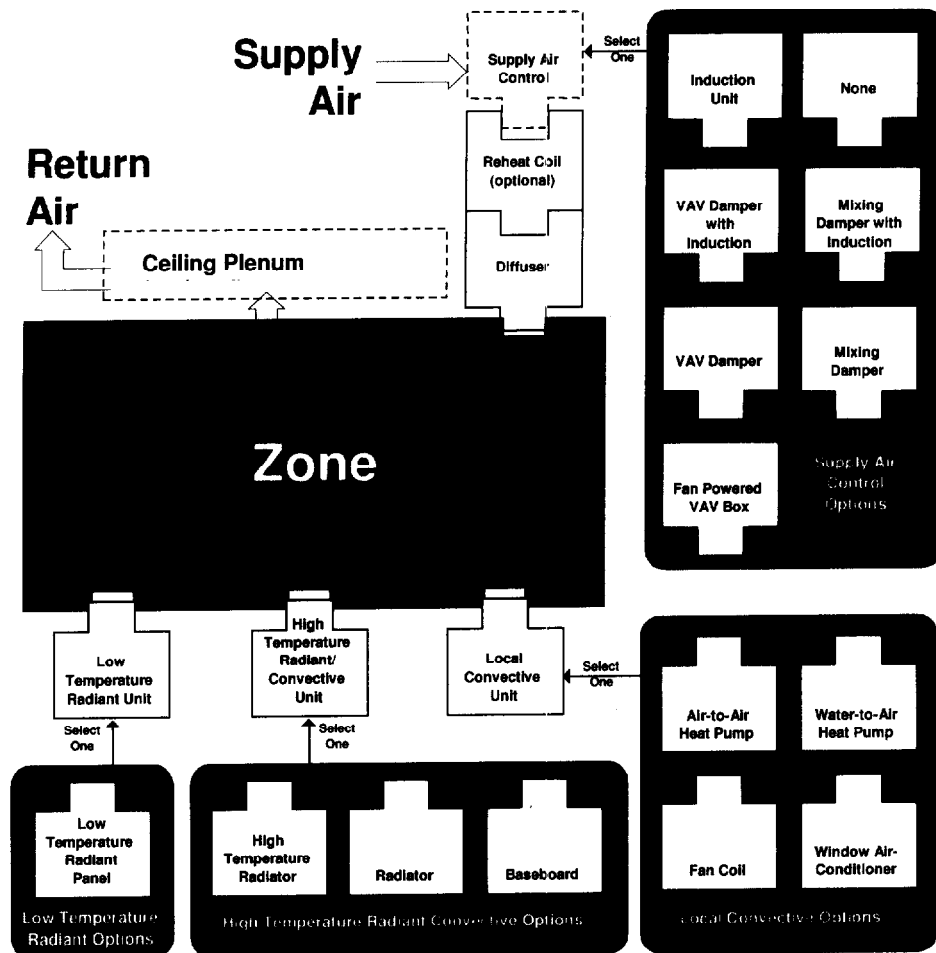 Supply
Air
Supply Air
Control
Select
One
Reheat Coil
(optional)
Diffuser
Return
Air
Ceiling Plenum
Zone
Induction
Unit
None
VAV Damper
with
Induction
Mixing
Damper with
Induction
VAV Damper
Mixing
Damper
Fan Powered
VAV Box
Supply Air
Control
Options
Low
Temperature
Radiant Unit
High
Temperature
Radiant/
Convective
Unit
Local
Convective
Unit
Select
One
Select
One
Select
One
Low
Temperature
Radiant
Panel
Low Temperature
Radiant Options
High
Temperature
Radiator
Radiator
Baseboard
High Temperature Radiant Convective Options
Air-to-Air
Heat Pump
Water-to-Air
Heat Pump
Fan Coil
Window Air-
Conditioner
Local Convective Options